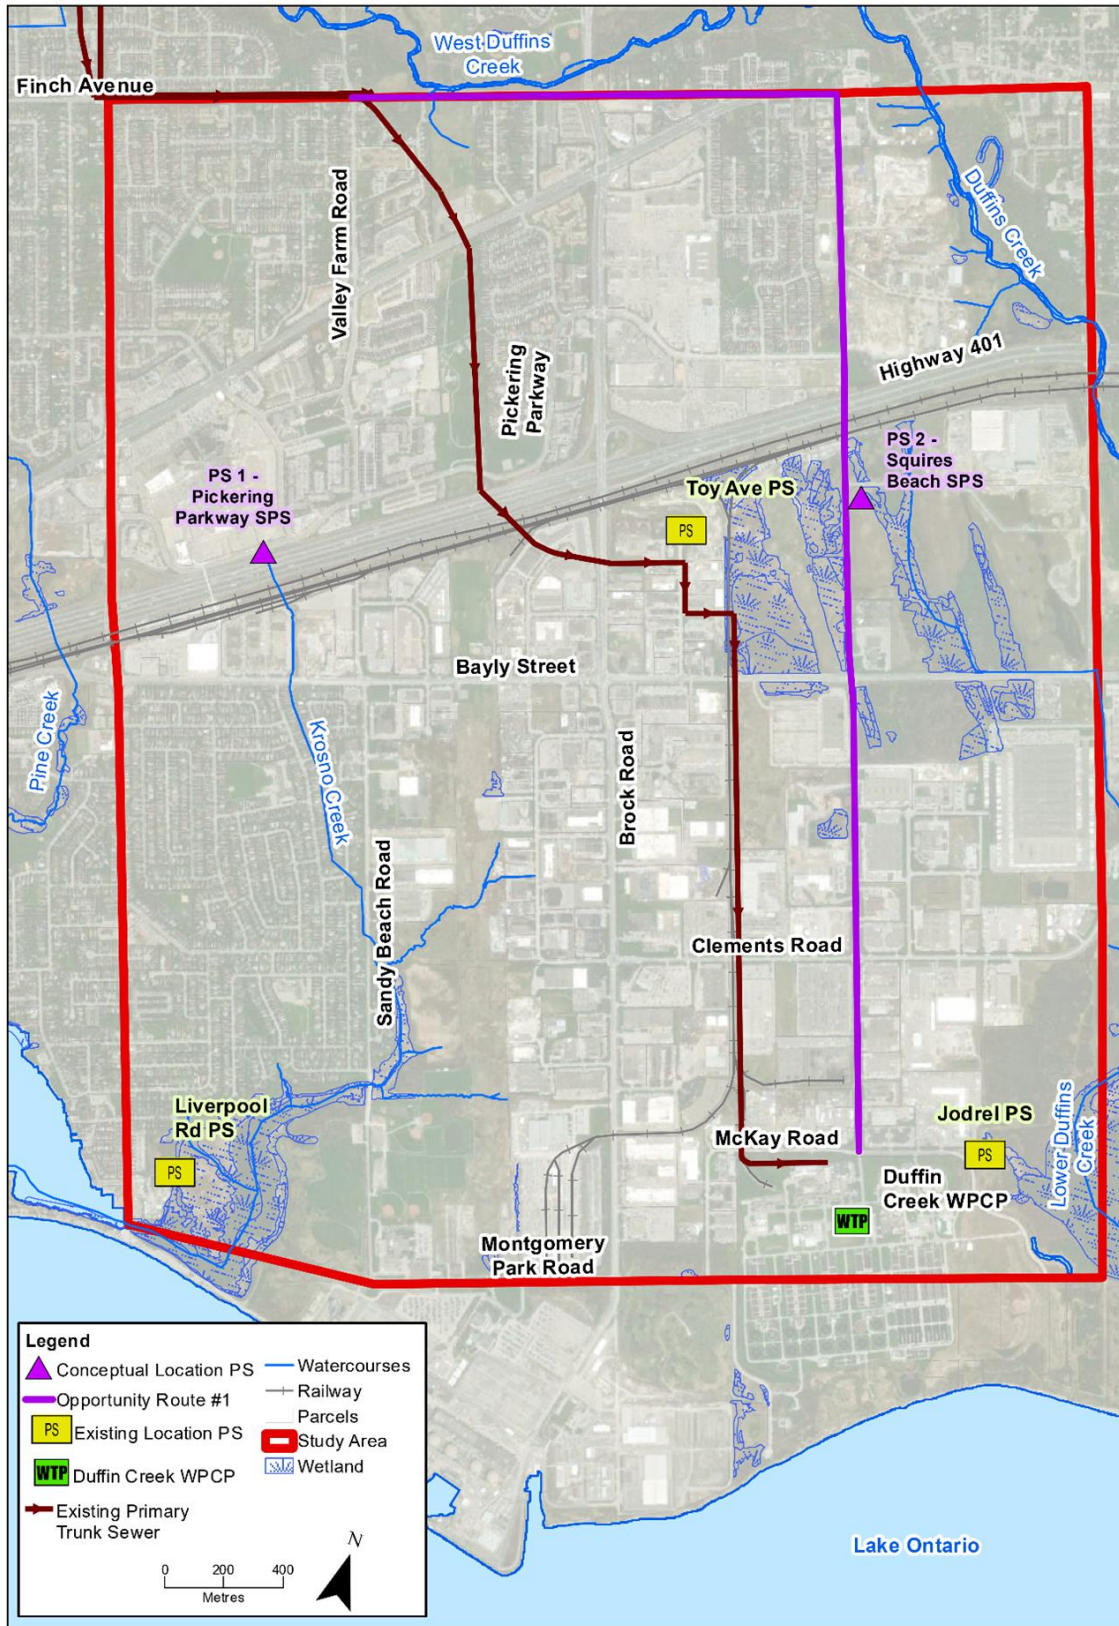 West Duffins
Creek
Finch Avenue
Valley Farm Road
Duffins Creek
Pickering
Parkway
Highway 401
PS 1 -
Pickering
Parkway SPS
PS 2 -
Squires
Beach SPS
Toy Ave PS
PS
Bayly Street
Pine Creek
Krosno Creek
Brock Road
Sandy Beach Road
Clements Road
Liverpool
Rd PS
PS
McKay Road
Jodrel PS
PS
Lower Duffins
Creek
Duffin
Creek WPCP
WTP
Montgomery
Park Road
Legend
Conceptual Location PS
Opportunity Route #1
PS Existing Location PS
WTP Duffin Creek WPCP
Existing Primary
Trunk Sewer
Watercourses
Railway
Parcels
Study Area
Wetland
N
0 200 400
Metres
Lake Ontario